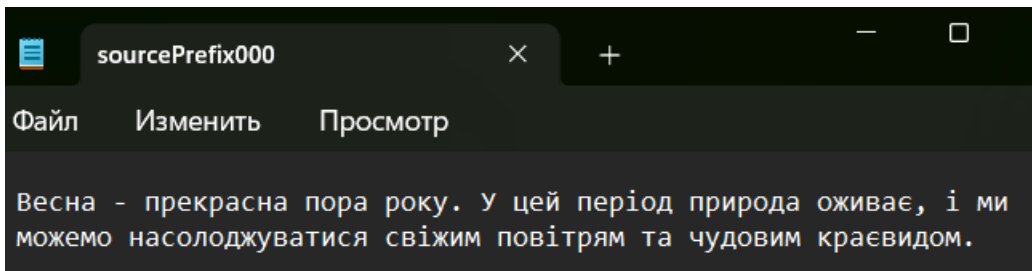 sourcePrefix000
Файл Изменить Просмотр
Весна - прекрасна пора року. У цей період природа оживає, і ми
можемо насолоджуватися свіжим повітрям та чудовим краєвидом.